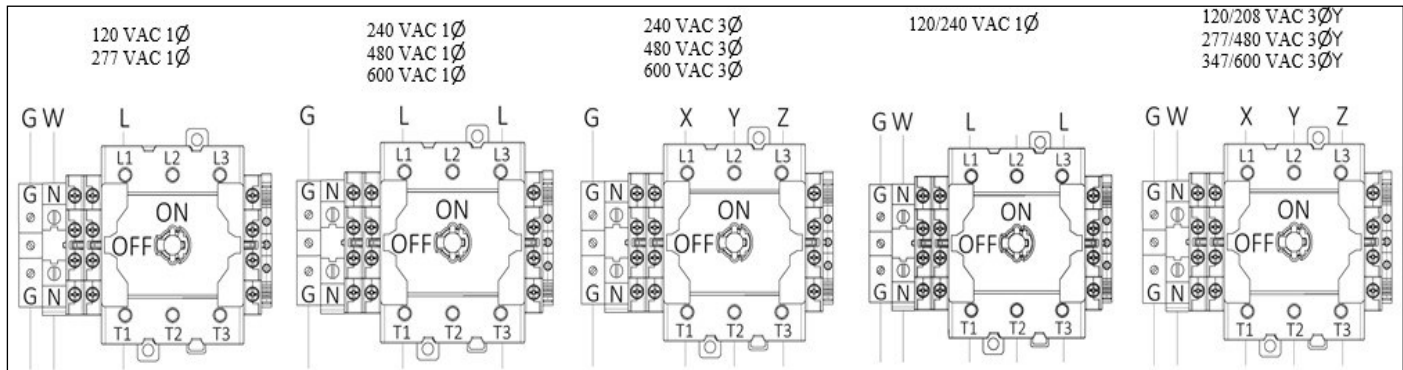 120 VAC 1Ø
277 VAC 1Ø
G W L
L1 L2 L3
G N
ON
OFF
G N
T1 T2 T3
240 VAC 1Ø
480 VAC 1Ø
600 VAC 1Ø
G L L
L1 L2 L3
G N
ON
OFF
G N
T1 T2 T3
240 VAC 3Ø
480 VAC 3Ø
600 VAC 3Ø
G X Y Z
L1 L2 L3
G N
ON
OFF
G N
T1 T2 T3
120/240 VAC 1Ø
G W L L
L1 L2 L3
G N
ON
OFF
G N
T1 T2 T3
120/208 VAC 3ØY
277/480 VAC 3ØY
347/600 VAC 3ØY
G W X Y Z
L1 L2 L3
G N
ON
OFF
G N
T1 T2 T3